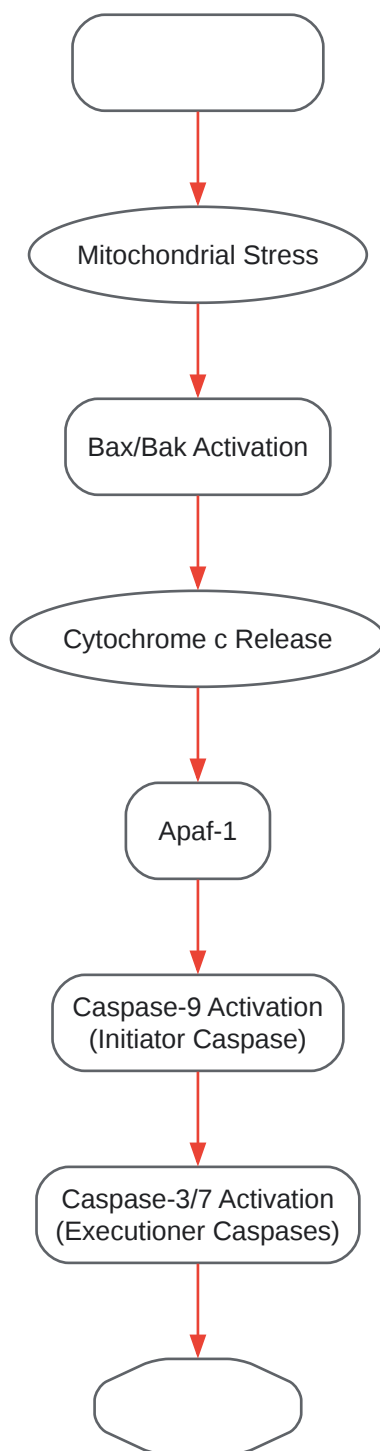 Mitochondrial Stress
Bax/Bak Activation
Cytochrome c Release
Apaf-1
Caspase-9 Activation
(Initiator Caspase)
Caspase-3/7 Activation
(Executioner Caspases)